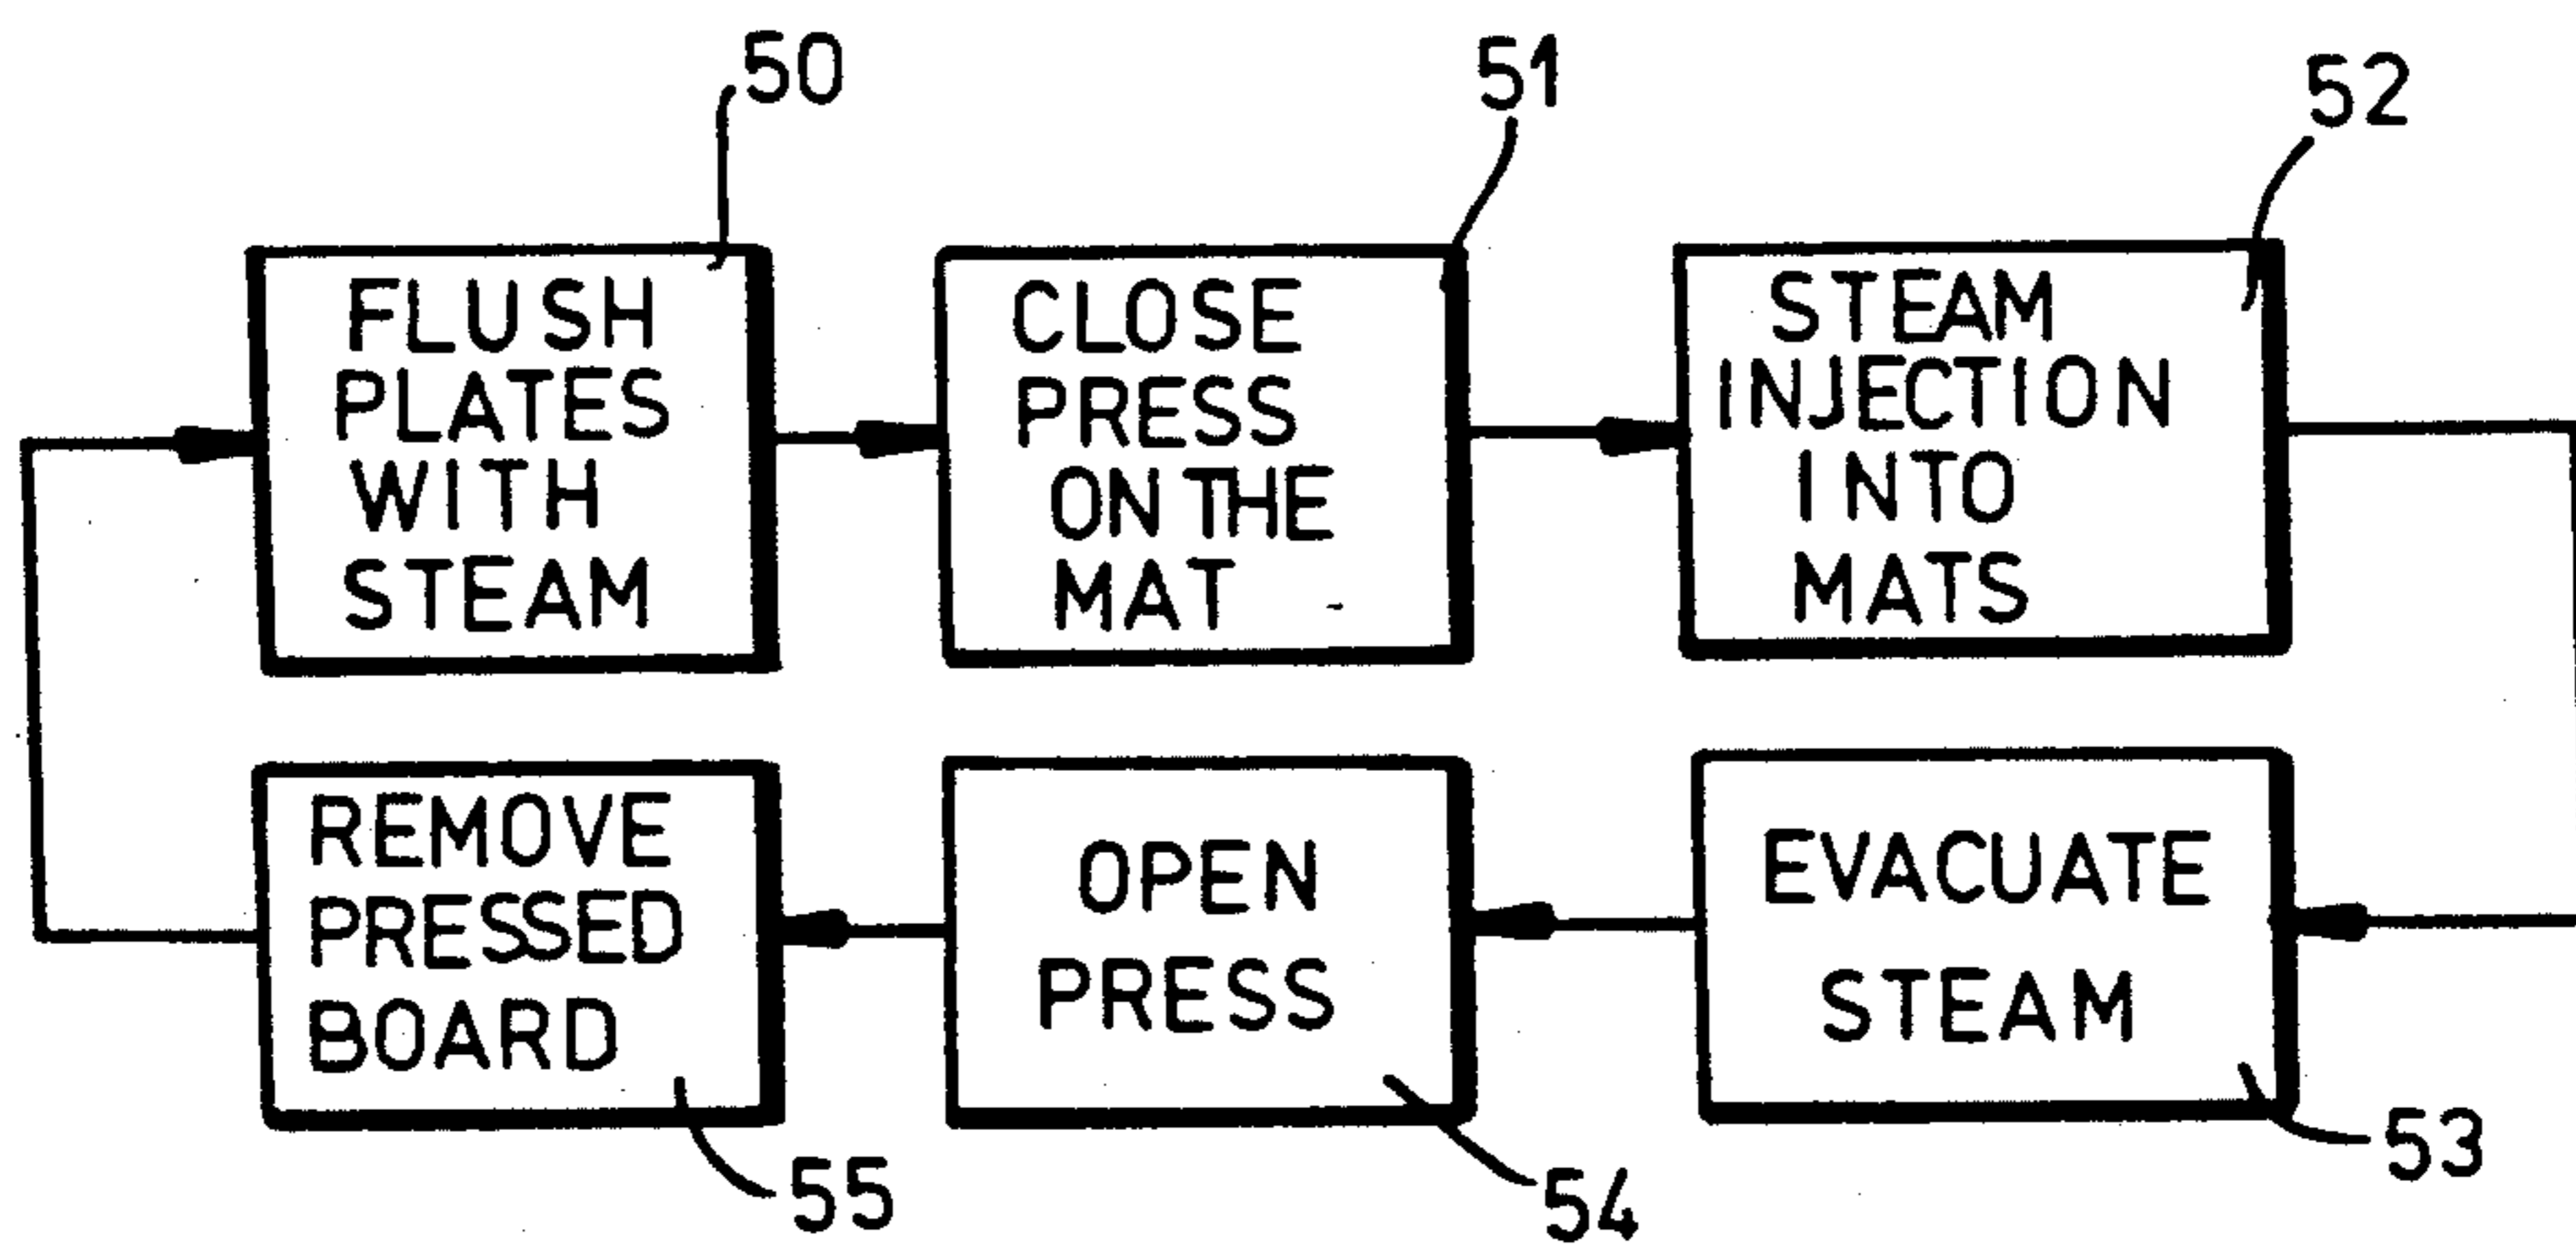 50
51
52
FLUSH
PLATES
WITH
STEAM
CLOSE
PRESS
ON THE
MAT
STEAM
INJECTION
INTO
MATS
REMOVE
PRESSED
BOARD
OPEN
PRESS
EVACUATE
STEAM
55
54
53